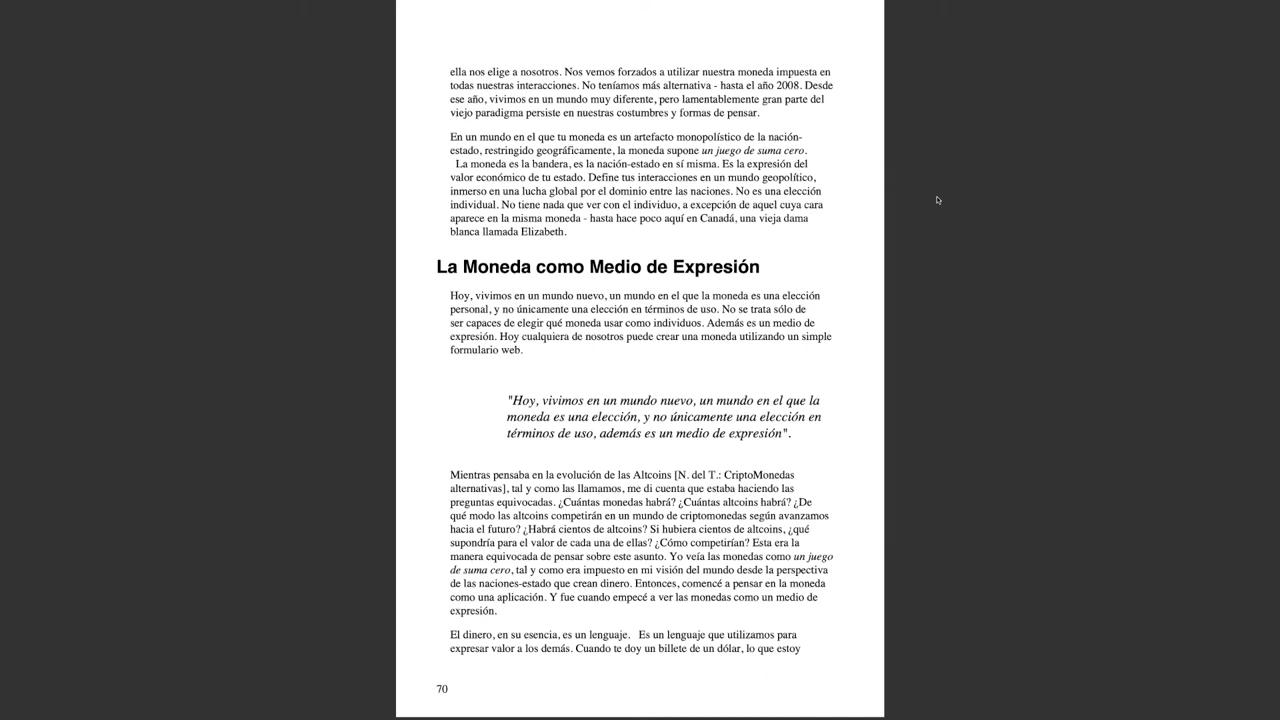 ella nos elige a nosotros. Nos vemos forzados a utilizar nuestra moneda impuesta en
todas nuestras interacciones. No teníamos más alternativa - hasta el año 2008. Desde
ese año, vivimos en un mundo muy diferente, pero lamentablemente gran parte del
viejo paradigma persiste en nuestras costumbres y formas de pensar.
En un mundo en el que tu moneda es un artefacto monopolístico de la nación-
estado, restringido geográficamente, la moneda supone un juego de suma cero.
La moneda es la bandera, es la nación-estado en sí misma. Es la expresión del
valor económico de tu estado. Define tus interacciones en un mundo geopolítico,
inmerso en una lucha global por el dominio entre las naciones. No es una elección
individual. No tiene nada que ver con el individuo, a excepción de aquel cuya cara
aparece en la misma moneda - hasta hace poco aquí en Canadá, una vieja dama
blanca llamada Elizabeth.
La Moneda como Medio de Expresión
Hoy, vivimos en un mundo nuevo, un mundo en el que la moneda es una elección
personal, y no únicamente una elección en términos de uso. No se trata sólo de
ser capaces de elegir qué moneda usar como individuos. Además es un medio de
expresión. Hoy cualquiera de nosotros puede crear una moneda utilizando un simple
formulario web.
"Hoy, vivimos en un mundo nuevo, un mundo en el que la
moneda es una elección, y no únicamente una elección en
términos de uso, además es un medio de expresión".
Mientras pensaba en la evolución de las Altcoins [N. del T.: CriptoMonedas
alternativas], tal y como las llamamos, me di cuenta que estaba haciendo las
preguntas equivocadas. ¿Cuántas monedas habrá? ¿Cuántas altcoins habrá? ¿De
qué modo las altcoins competirán en un mundo de criptomonedas según avanzamos
hacia el futuro? ¿Habrá cientos de altcoins? Si hubiera cientos de altcoins, ¿qué
supondría para el valor de cada una de ellas? ¿Cómo competirían? Esta era la
manera equivocada de pensar sobre este asunto. Yo veía las monedas como un juego
de suma cero, tal y como era impuesto en mi visión del mundo desde la perspectiva
de las naciones-estado que crean dinero. Entonces, comencé a pensar en la moneda
como una aplicación. Y fue cuando empecé a ver las monedas como un medio de
expresión.
El dinero, en su esencia, es un lenguaje. Es un lenguaje que utilizamos para
expresar valor a los demás. Cuando te doy un billete de un dólar, lo que estoy
70